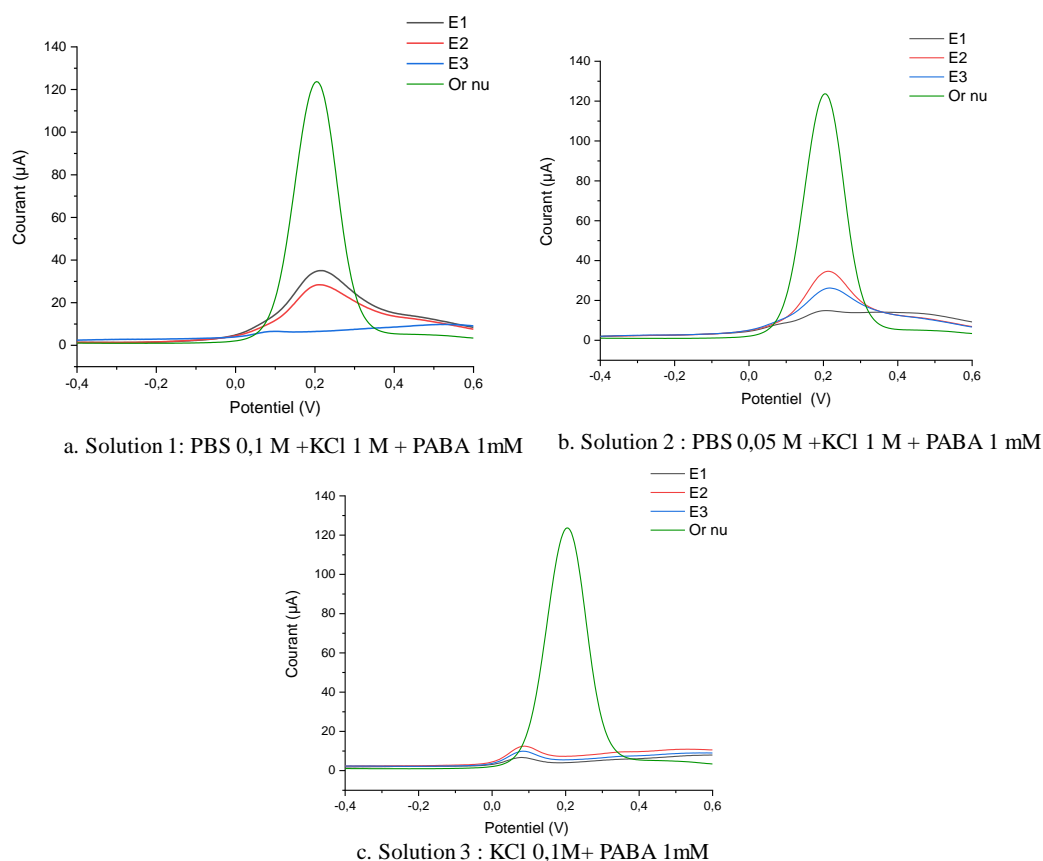 E1
E2
E3
Or nu
140
120
100
80
60
40
20
0
Courant (µA)
-0,4 -0,2 0,0 0,2 0,4 0,6
Potentiel (V)
a. Solution 1: PBS 0,1 M +KCl 1 M + PABA 1mM
E1
E2
E3
Or nu
140
120
100
80
60
40
20
0
Courant (µA)
-0,4 -0,2 0,0 0,2 0,4 0,6
Potentiel (V)
b. Solution 2 : PBS 0,05 M +KCl 1 M + PABA 1 mM
E1
E2
E3
Or nu
140
120
100
80
60
40
20
0
Courant (µA)
-0,4 -0,2 0,0 0,2 0,4 0,6
Potentiel (V)
c. Solution 3 : KCl 0,1M+ PABA 1mM